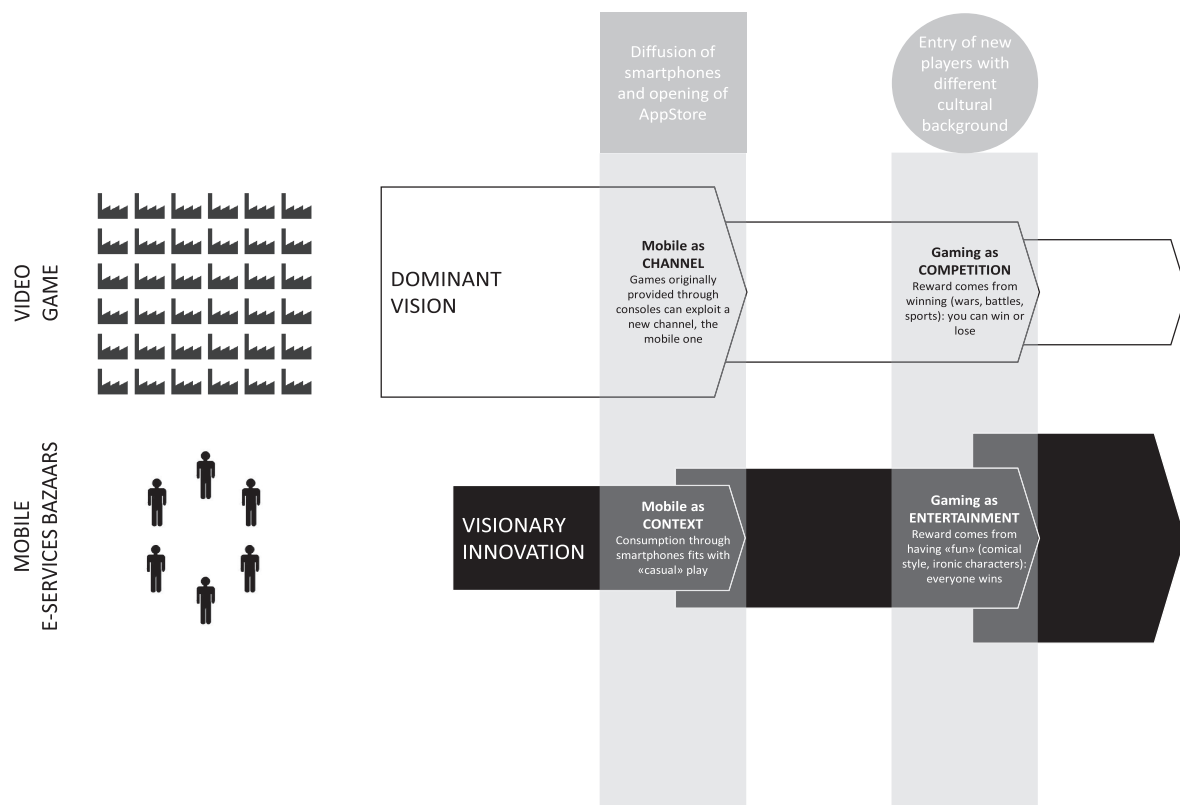 Diffusion of
smartphones
and opening of
AppStore
Entry of new
players with
different
cultural
background
VIDEO
GAME
DOMINANT
VISION
Mobile as
CHANNEL
Games originally
provided through
consoles can exploit a
new channel, the
mobile one
Gaming as
COMPETITION
Reward comes from
winning (wars, battles,
sports): you can win or
lose
MOBILE
E-SERVICES BAZAARS
VISIONARY
INNOVATION
Mobile as
CONTEXT
Consumption through
smartphones fits with
«casual» play
Gaming as
ENTERTAINMENT
Reward comes from
having «fun» (comical
style, ironic characters):
everyone wins